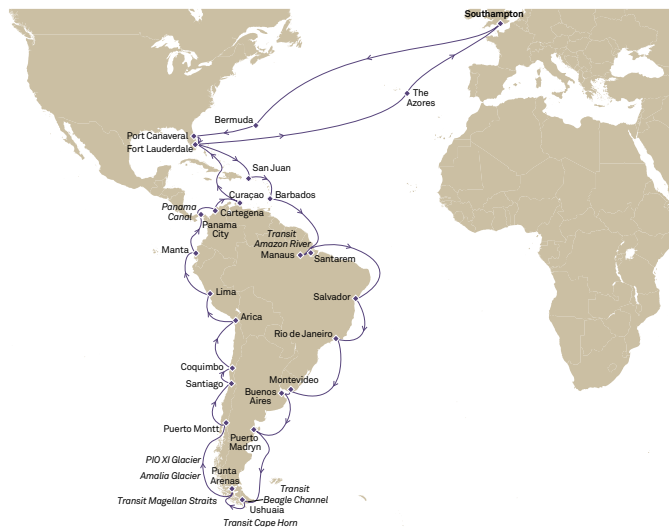 Southampton
The
Azores
Bermuda
Port Canaveral
Fort Lauderdale
San Juan
Curaçao
Barbados
Panama
Canal
Cartegena
Panama
City
Transit
Amazon River
Manta
Manaus
Santarem
Lima
Salvador
Arica
Rio de Janeiro
Coquimbo
Santiago
Montevideo
Buenos
Aires
Puerto Montt
Puerto
Madryn
PIO XI Glacier
Amalia Glacier
Punta
Arenas
Transit
Beagle Channel
Transit Magellan Straits
Ushuaia
Transit Cape Horn